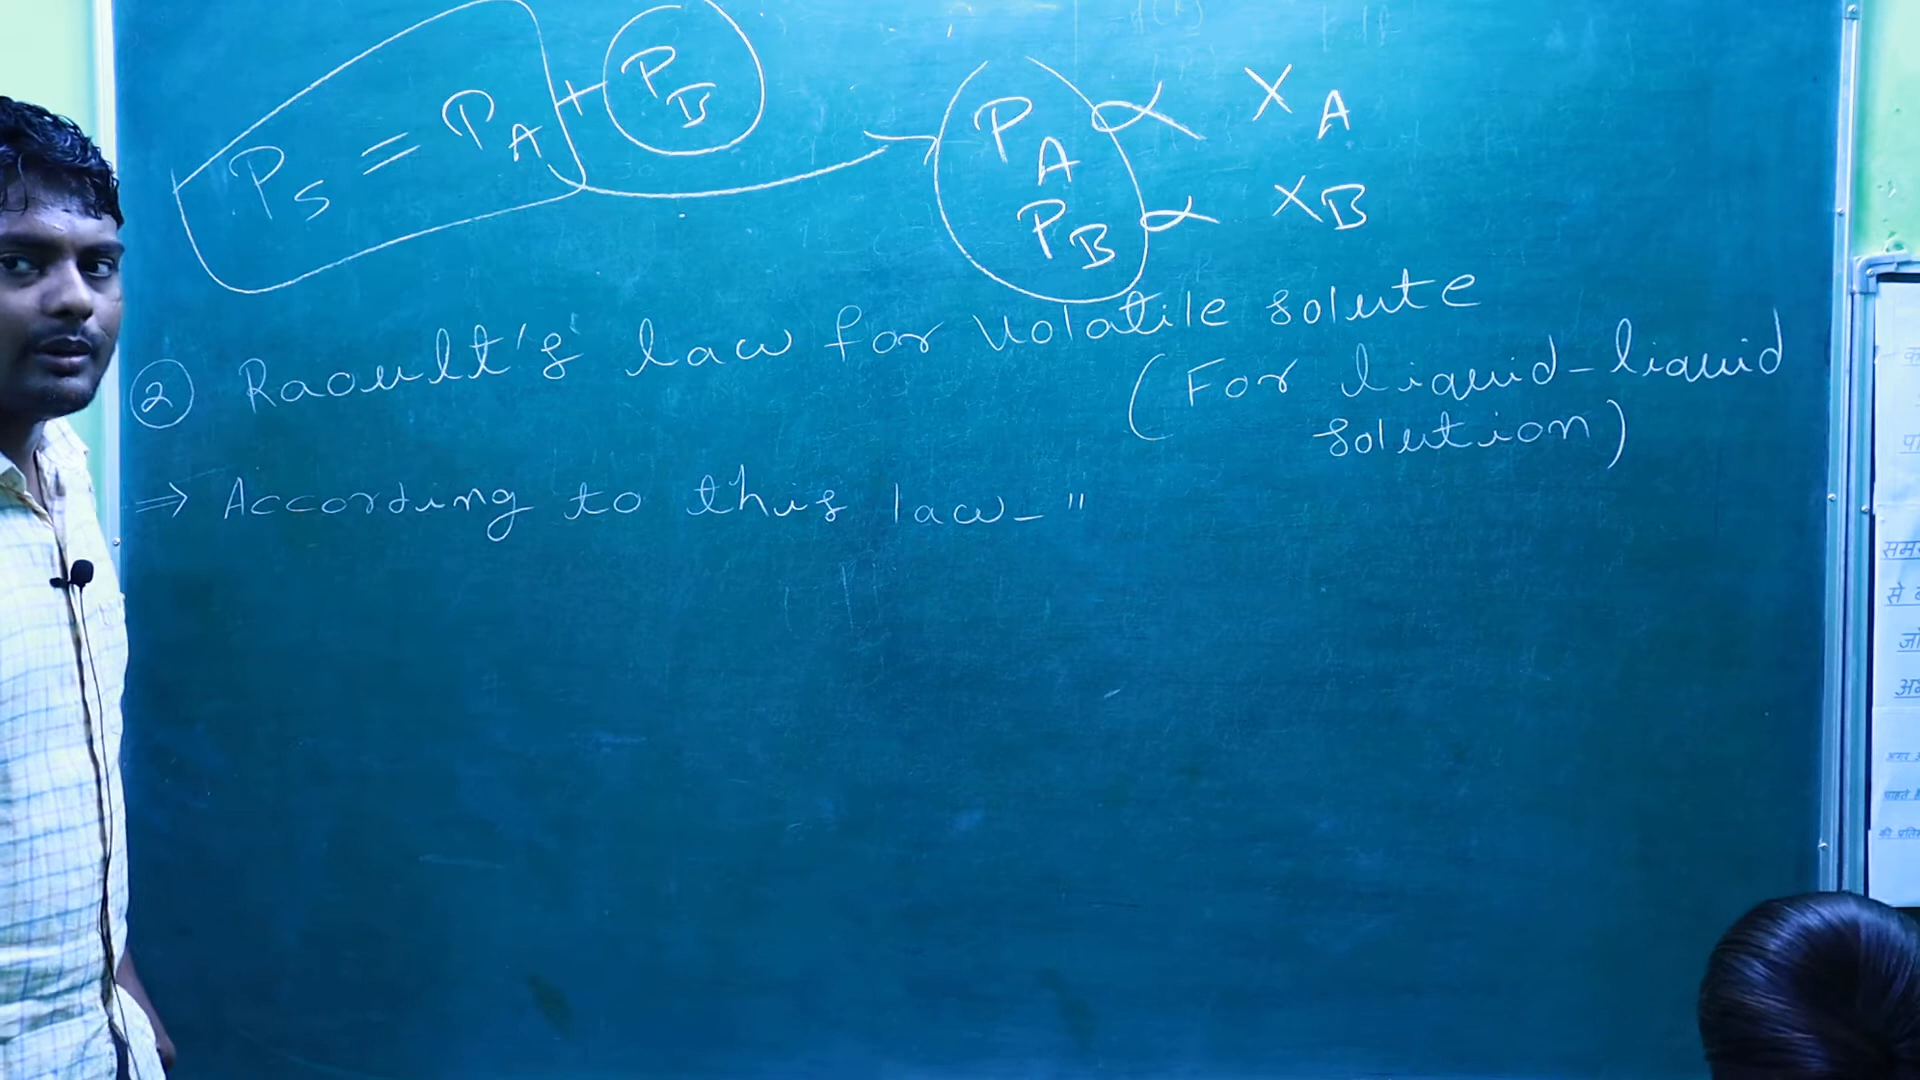 Ps = PA + PB
PA ∝ XA
PB ∝ XB
② Raoult's law for volatile solute
(For liquid-liquid
solution)
⇒ According to this law_"
से